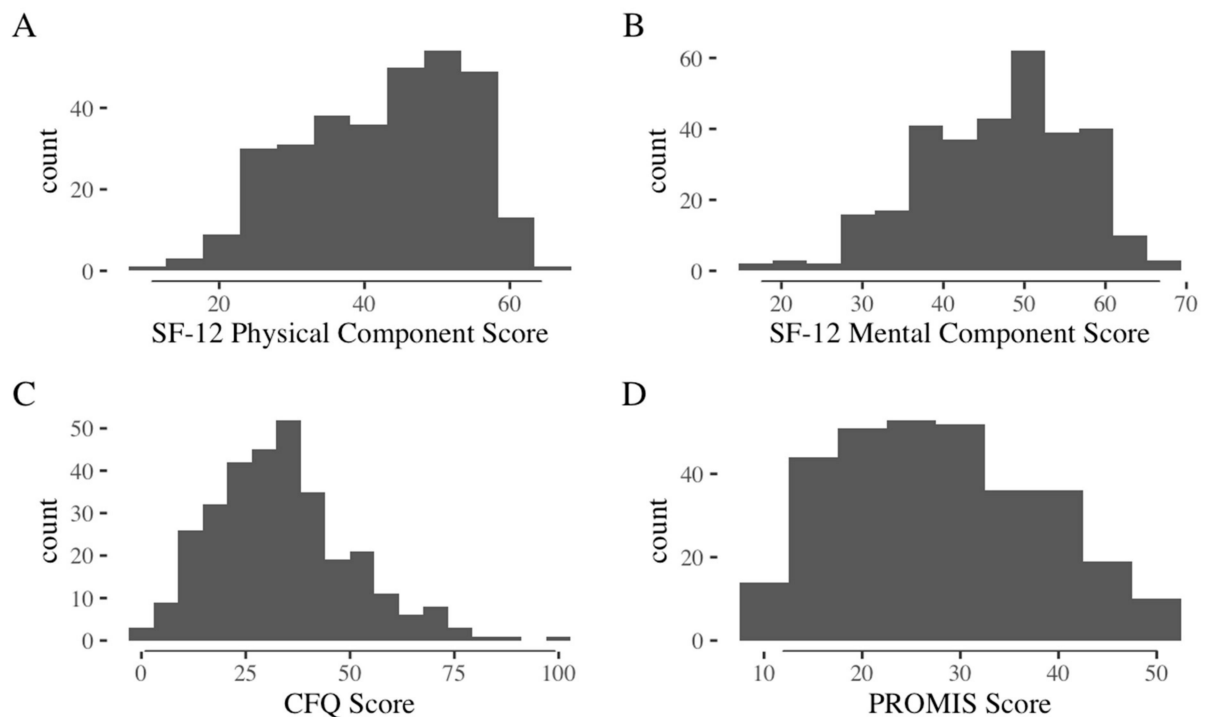 A
count
40
20
0
20 40 60
SF-12 Physical Component Score
B
count
60
40
20
0
20 30 40 50 60 70
SF-12 Mental Component Score
C
count
50
40
30
20
10
0
0 25 50 75 100
CFQ Score
D
count
40
20
0
10 20 30 40 50
PROMIS Score